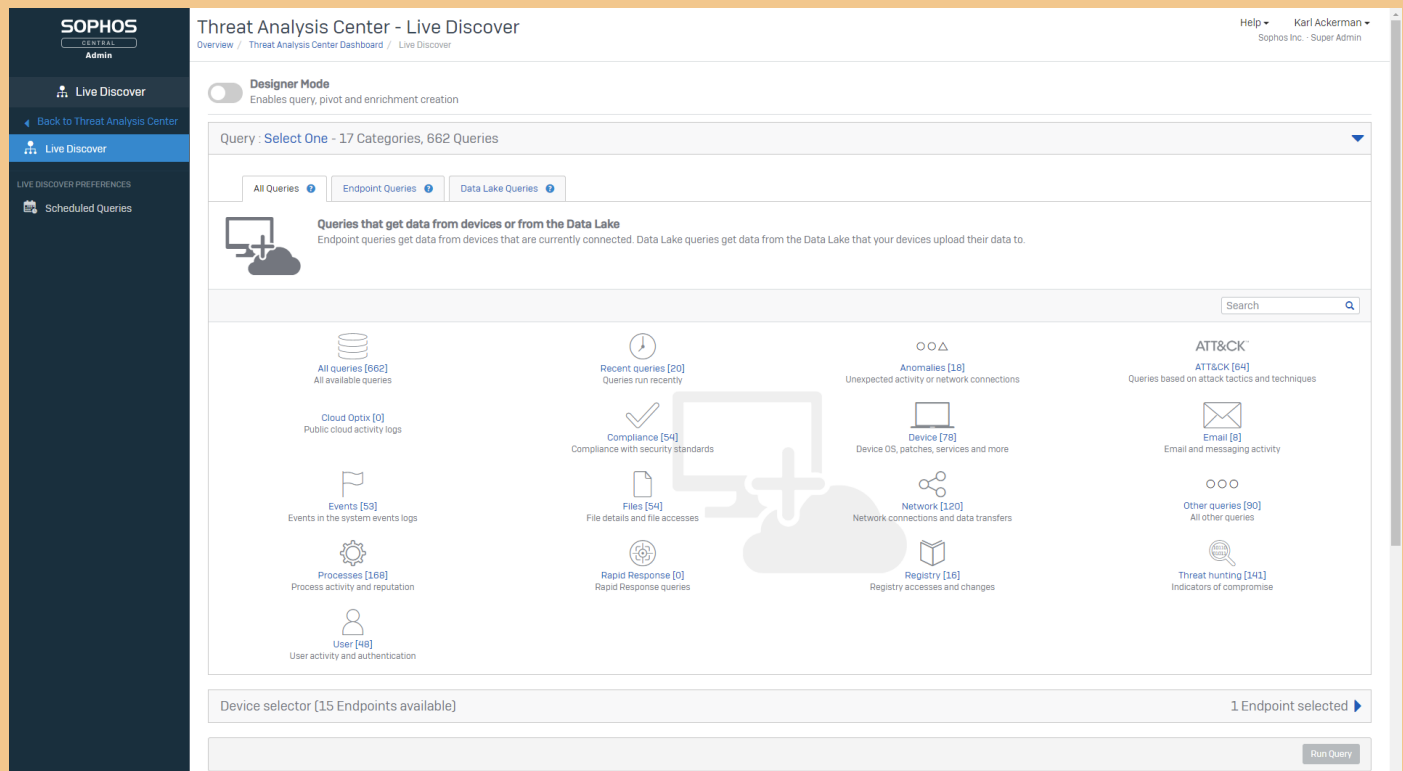 SOPHOS
CENTRAL
Admin
Live Discover
Back to Threat Analysis Center
Live Discover
LIVE DISCOVER PREFERENCES
Scheduled Queries
Threat Analysis Center - Live Discover
Overview / Threat Analysis Center Dashboard / Live Discover
Help
Karl Ackerman
Sophos Inc. · Super Admin
Designer Mode
Enables query, pivot and enrichment creation
Query : Select One - 17 Categories, 662 Queries
All Queries ?
Endpoint Queries ?
Data Lake Queries ?
Queries that get data from devices or from the Data Lake
Endpoint queries get data from devices that are currently connected. Data Lake queries get data from the Data Lake that your devices upload their data to.
Search
All queries [662]
All available queries
Recent queries [20]
Queries run recently
Anomalies [18]
Unexpected activity or network connections
ATT&CK™
ATT&CK [64]
Queries based on attack tactics and techniques
Cloud Optix [0]
Public cloud activity logs
Compliance [54]
Compliance with security standards
Device [78]
Device OS, patches, services and more
Email [8]
Email and messaging activity
Events [53]
Events in the system events logs
Files [54]
File details and file accesses
Network [120]
Network connections and data transfers
Other queries [90]
All other queries
Processes [168]
Process activity and reputation
Rapid Response [0]
Rapid Response queries
Registry [16]
Registry accesses and changes
Threat hunting [141]
Indicators of compromise
User [48]
User activity and authentication
Device selector (15 Endpoints available)
1 Endpoint selected
Run Query